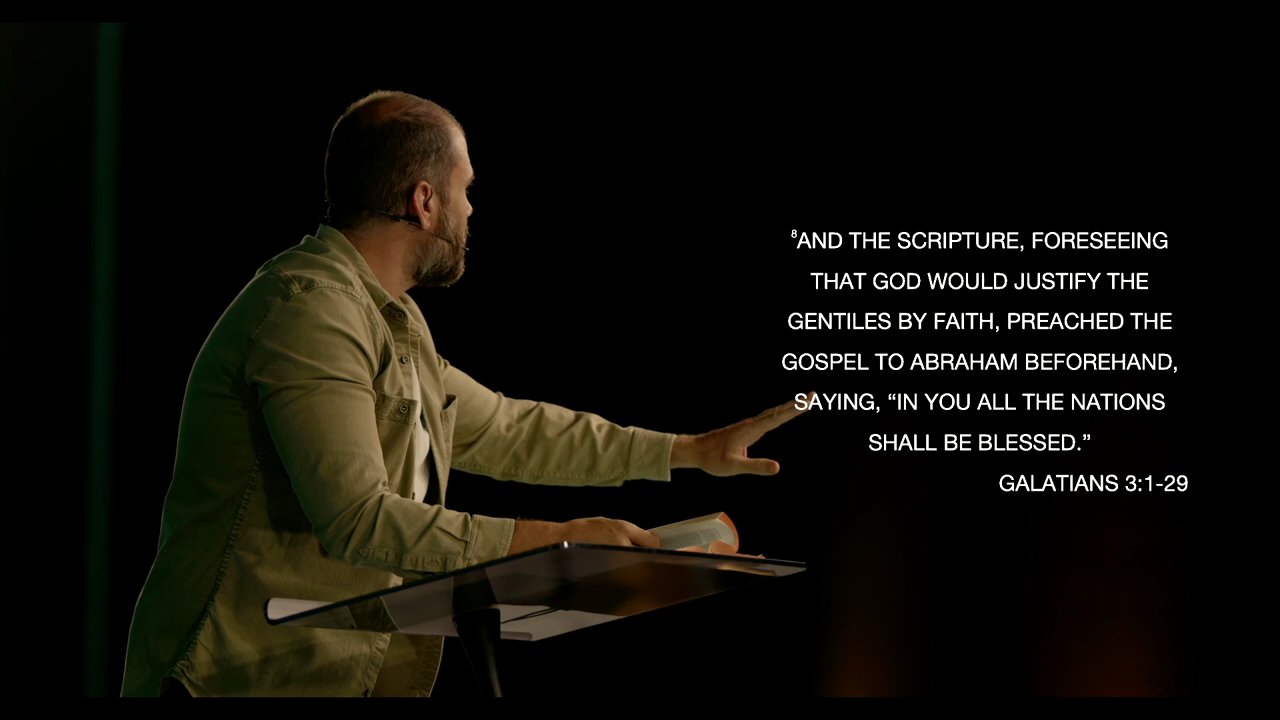 ⁸AND THE SCRIPTURE, FORESEEING
THAT GOD WOULD JUSTIFY THE
GENTILES BY FAITH, PREACHED THE
GOSPEL TO ABRAHAM BEFOREHAND,
SAYING, “IN YOU ALL THE NATIONS
SHALL BE BLESSED.”
GALATIANS 3:1-29